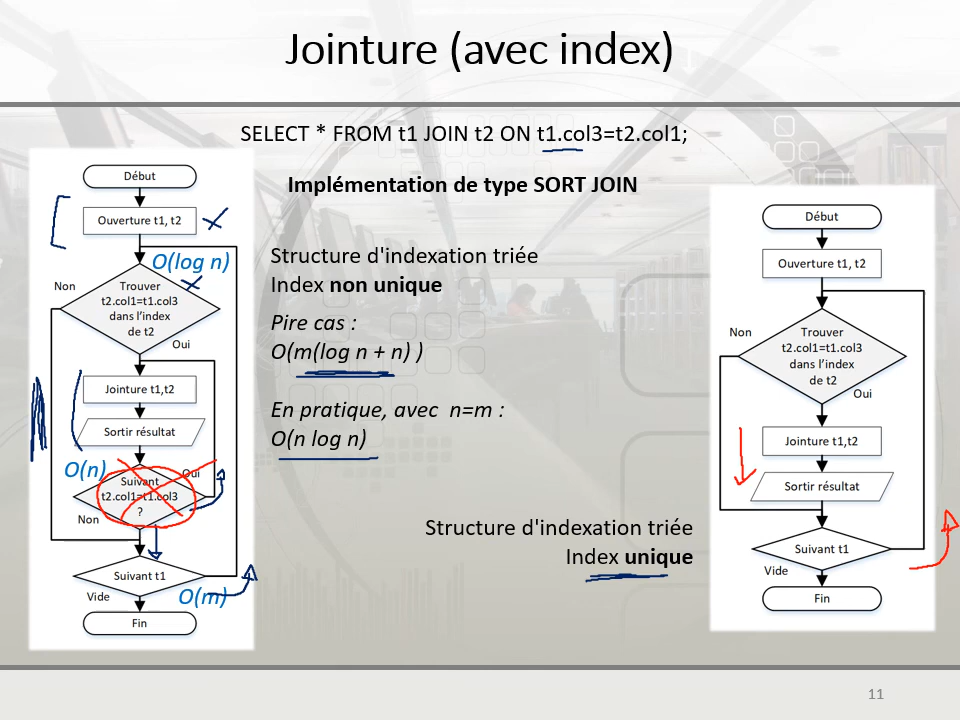 Jointure (avec index)
SELECT * FROM t1 JOIN t2 ON t1.col3=t2.col1;
Implémentation de type SORT JOIN
Début
Ouverture t1, t2
O(log n)
Non
Trouver
t2.col1=t1.col3
dans l'index
de t2
Oui
Jointure t1,t2
Sortir résultat
O(n)
Oui
Suivant
t2.col1=t1.col3
?
Non
Suivant t1
Vide
O(m)
Fin
Structure d'indexation triée
Index non unique
Pire cas :
O(m(log n + n) )
En pratique, avec n=m :
O(n log n)
Structure d'indexation triée
Index unique
Début
Ouverture t1, t2
Non
Trouver
t2.col1=t1.col3
dans l'index
de t2
Oui
Jointure t1,t2
Sortir résultat
Suivant t1
Vide
Fin
11